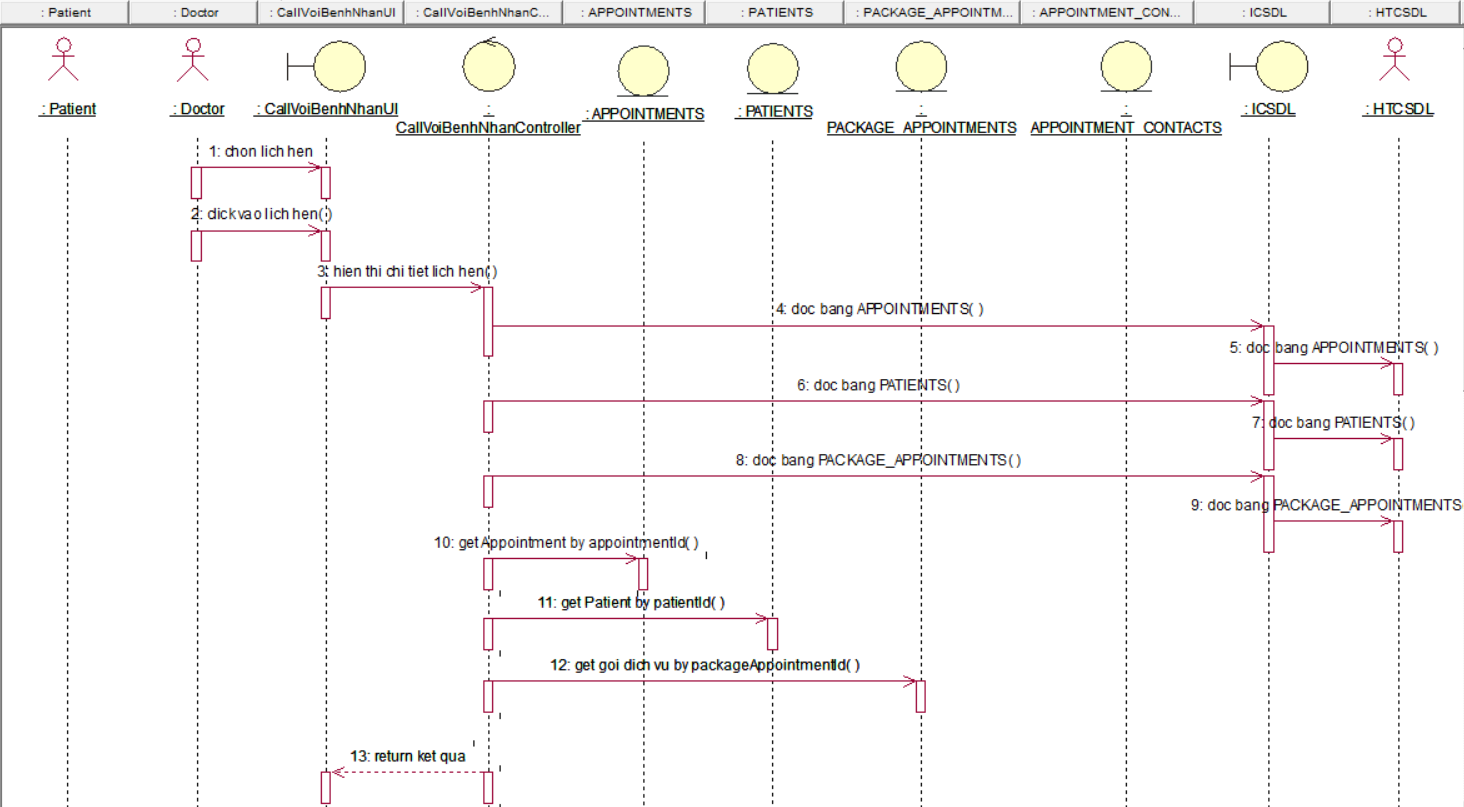 : Patient
: Doctor
: CallVoiBenhNhanUI
: CallVoiBenhNhanC...
: APPOINTMENTS
: PATIENTS
: PACKAGE_APPOINTM...
: APPOINTMENT_CON...
: ICSDL
: HTCSDL
: Patient
: Doctor
: CallVoiBenhNhanUI
:
CallVoiBenhNhanController
: APPOINTMENTS
: PATIENTS
:
PACKAGE_APPOINTMENTS
:
APPOINTMENT_CONTACTS
: ICSDL
: HTCSDL
1: chon lich hen
2: click vao lich hen( )
3: hien thi chi tiet lich hen( )
4: doc bang APPOINTMENTS( )
5: doc bang APPOINTMENTS( )
6: doc bang PATIENTS( )
7: doc bang PATIENTS( )
8: doc bang PACKAGE_APPOINTMENTS( )
9: doc bang PACKAGE_APPOINTMENTS(
10: get Appointment by appointmentId( )
11: get Patient by patientId( )
12: get goi dich vu by packageAppointmentId( )
13: return ket qua